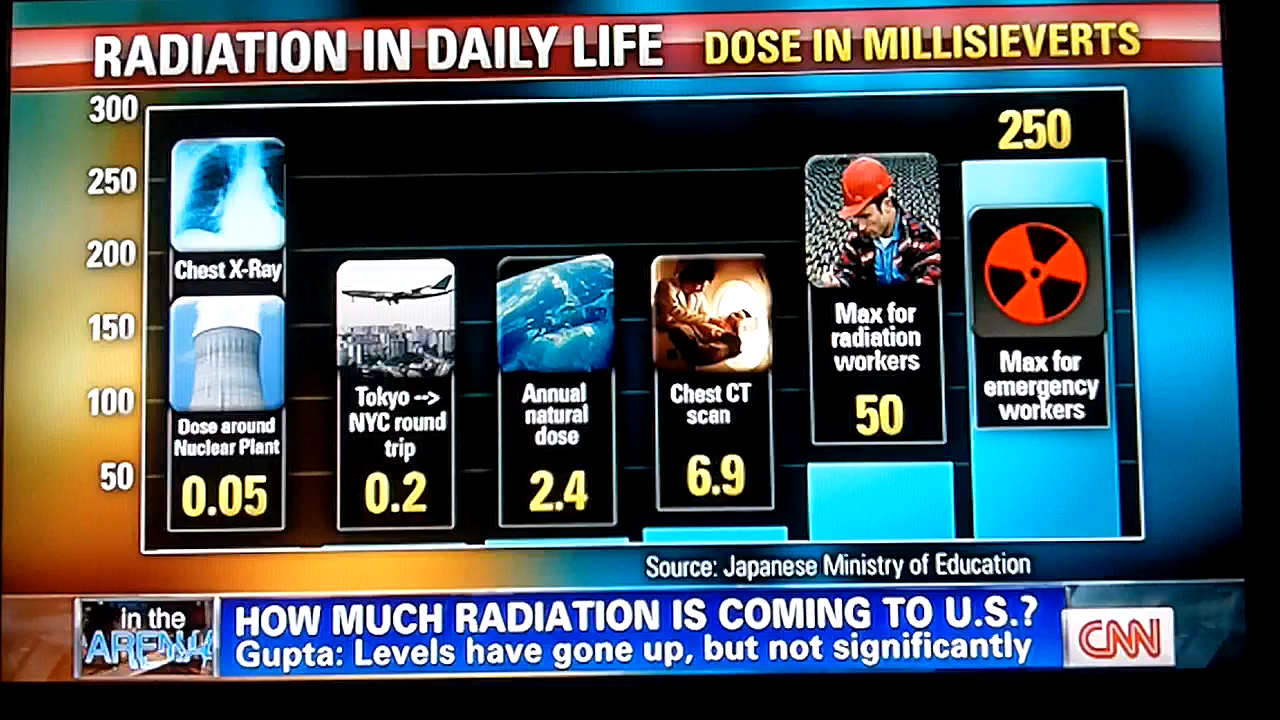 RADIATION IN DAILY LIFE DOSE IN MILLISIEVERTS
300
250
200
150
100
50
Chest X-Ray
Dose around
Nuclear Plant
0.05
Tokyo -->
NYC round
trip
0.2
Annual
natural
dose
2.4
Chest CT
scan
6.9
Max for
radiation
workers
50
250
Max for
emergency
workers
Source: Japanese Ministry of Education
in the
ARENA
HOW MUCH RADIATION IS COMING TO U.S.?
Gupta: Levels have gone up, but not significantly
CNN